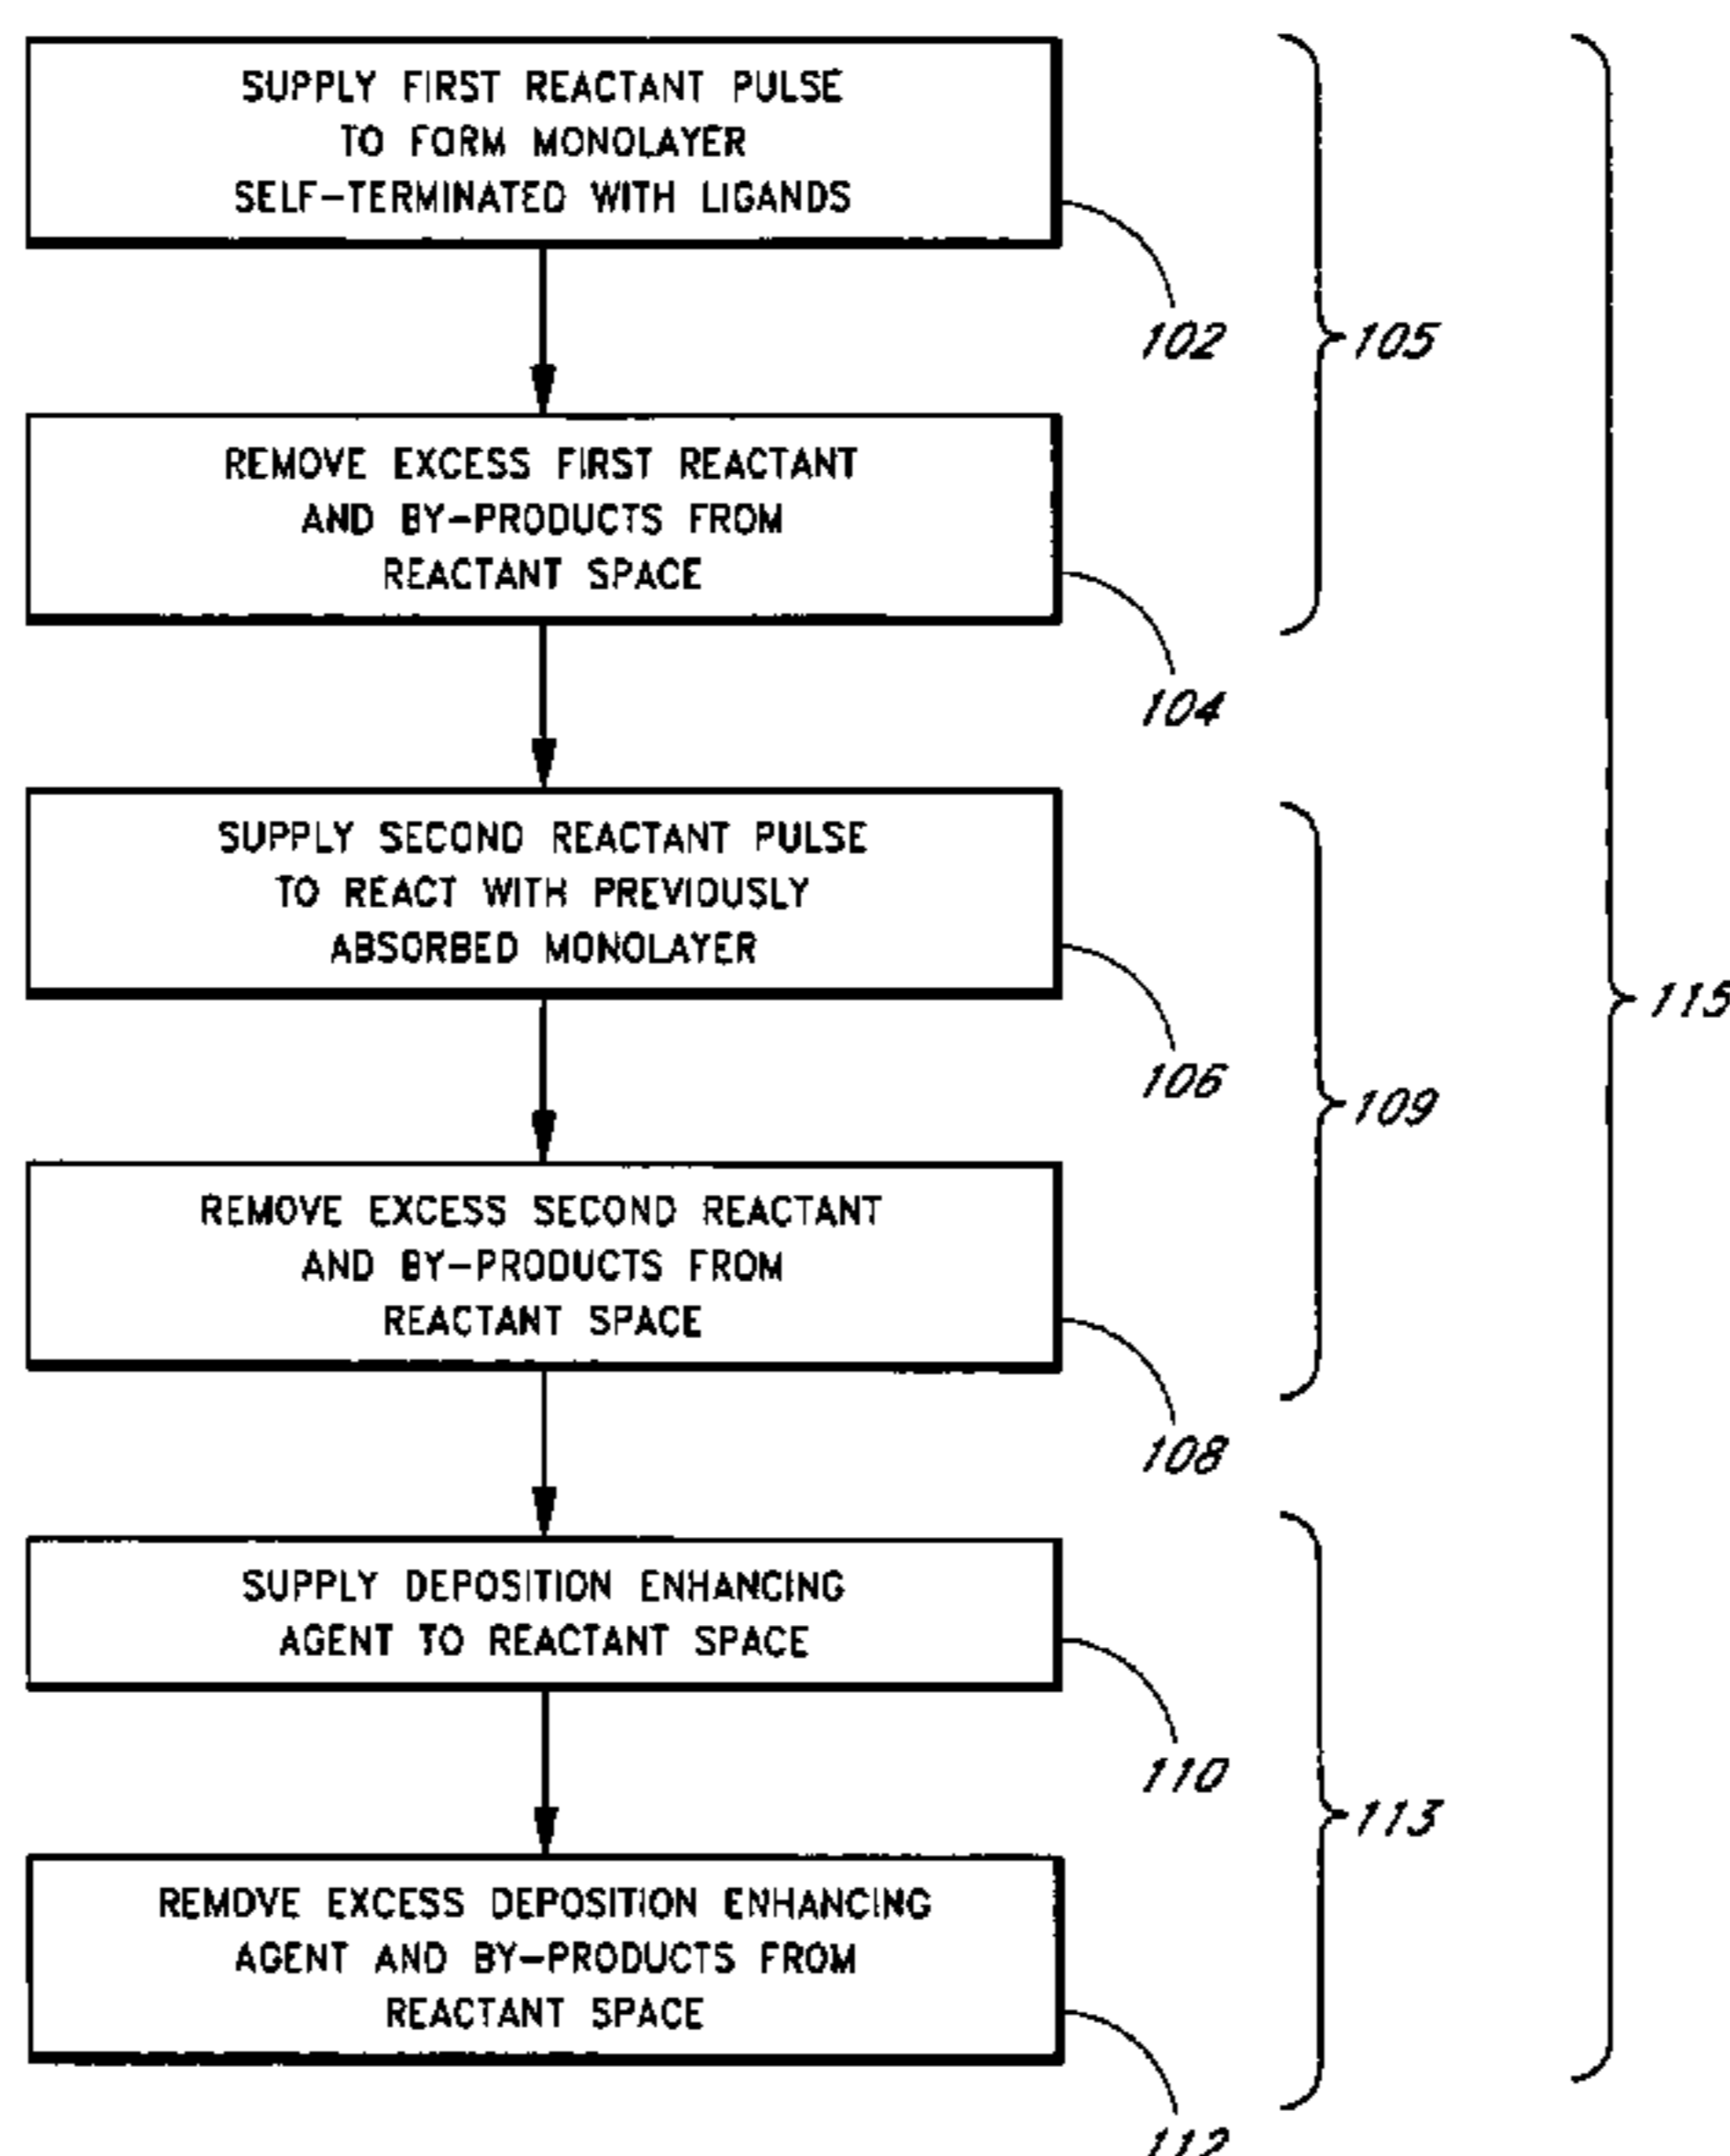 SUPPLY FIRST REACTANT PULSE
TO FORM MONOLAYER
SELF-TERMINATED WITH LIGANDS
102
105
REMOVE EXCESS FIRST REACTANT
AND BY-PRODUCTS FROM
REACTANT SPACE
104
SUPPLY SECOND REACTANT PULSE
TO REACT WITH PREVIOUSLY
ABSORBED MONOLAYER
106
109
115
REMOVE EXCESS SECOND REACTANT
AND BY-PRODUCTS FROM
REACTANT SPACE
108
SUPPLY DEPOSITION ENHANCING
AGENT TO REACTANT SPACE
110
113
REMOVE EXCESS DEPOSITION ENHANCING
AGENT AND BY-PRODUCTS FROM
REACTANT SPACE
112